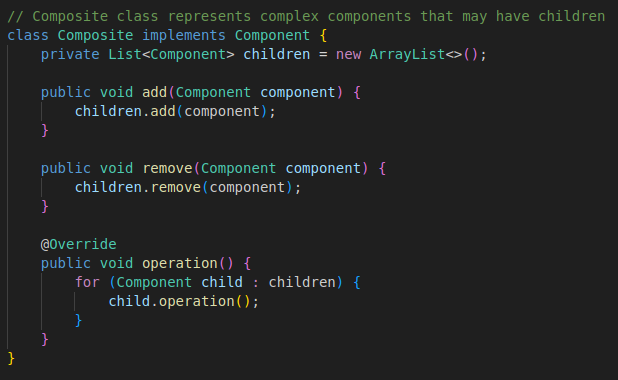 // Composite class represents complex components that may have children
class Composite implements Component {
    private List<Component> children = new ArrayList<>();

    public void add(Component component) {
        children.add(component);
    }

    public void remove(Component component) {
        children.remove(component);
    }

    @Override
    public void operation() {
        for (Component child : children) {
            child.operation();
        }
    }
}